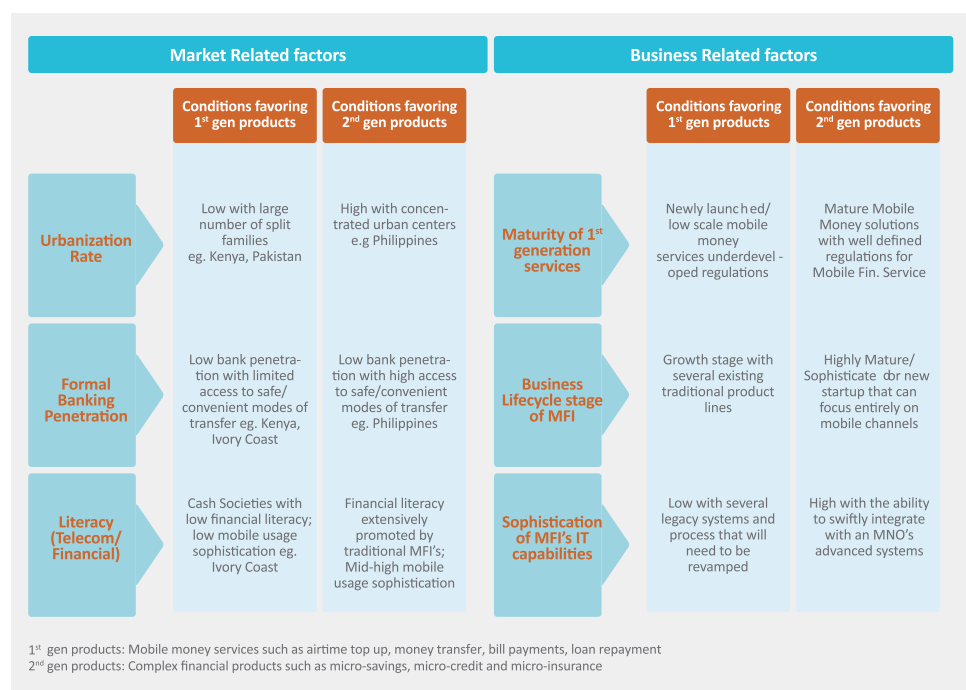 Market Related factors
Conditions favoring
1st gen products
Conditions favoring
2nd gen products
Urbanization
Rate
Low with large
number of split
families
eg. Kenya, Pakistan
High with concen-
trated urban centers
e.g Philippines
Formal
Banking
Penetration
Low bank penetra-
tion with limited
access to safe/
convenient modes of
transfer eg. Kenya,
Ivory Coast
Low bank penetra-
tion with high access
to safe/convenient
modes of transfer
eg. Philippines
Literacy
(Telecom/
Financial)
Cash Societies with
low financial literacy;
low mobile usage
sophistication eg.
Ivory Coast
Financial literacy
extensively
promoted by
traditional MFI's;
Mid-high mobile
usage sophistication
Business Related factors
Conditions favoring
1st gen products
Conditions favoring
2nd gen products
Maturity of 1st
generation
services
Newly launched/
low scale mobile
money
services underdevel -
oped regulations
Mature Mobile
Money solutions
with well defined
regulations for
Mobile Fin. Service
Business
Lifecycle stage
of MFI
Growth stage with
several existing
traditional product
lines
Highly Mature/
Sophisticated or new
startup that can
focus entirely on
mobile channels
Sophistication
of MFI's IT
capabilities
Low with several
legacy systems and
process that will
need to be
revamped
High with the ability
to swiftly integrate
with an MNO's
advanced systems
1st gen products: Mobile money services such as airtime top up, money transfer, bill payments, loan repayment
2nd gen products: Complex financial products such as micro-savings, micro-credit and micro-insurance